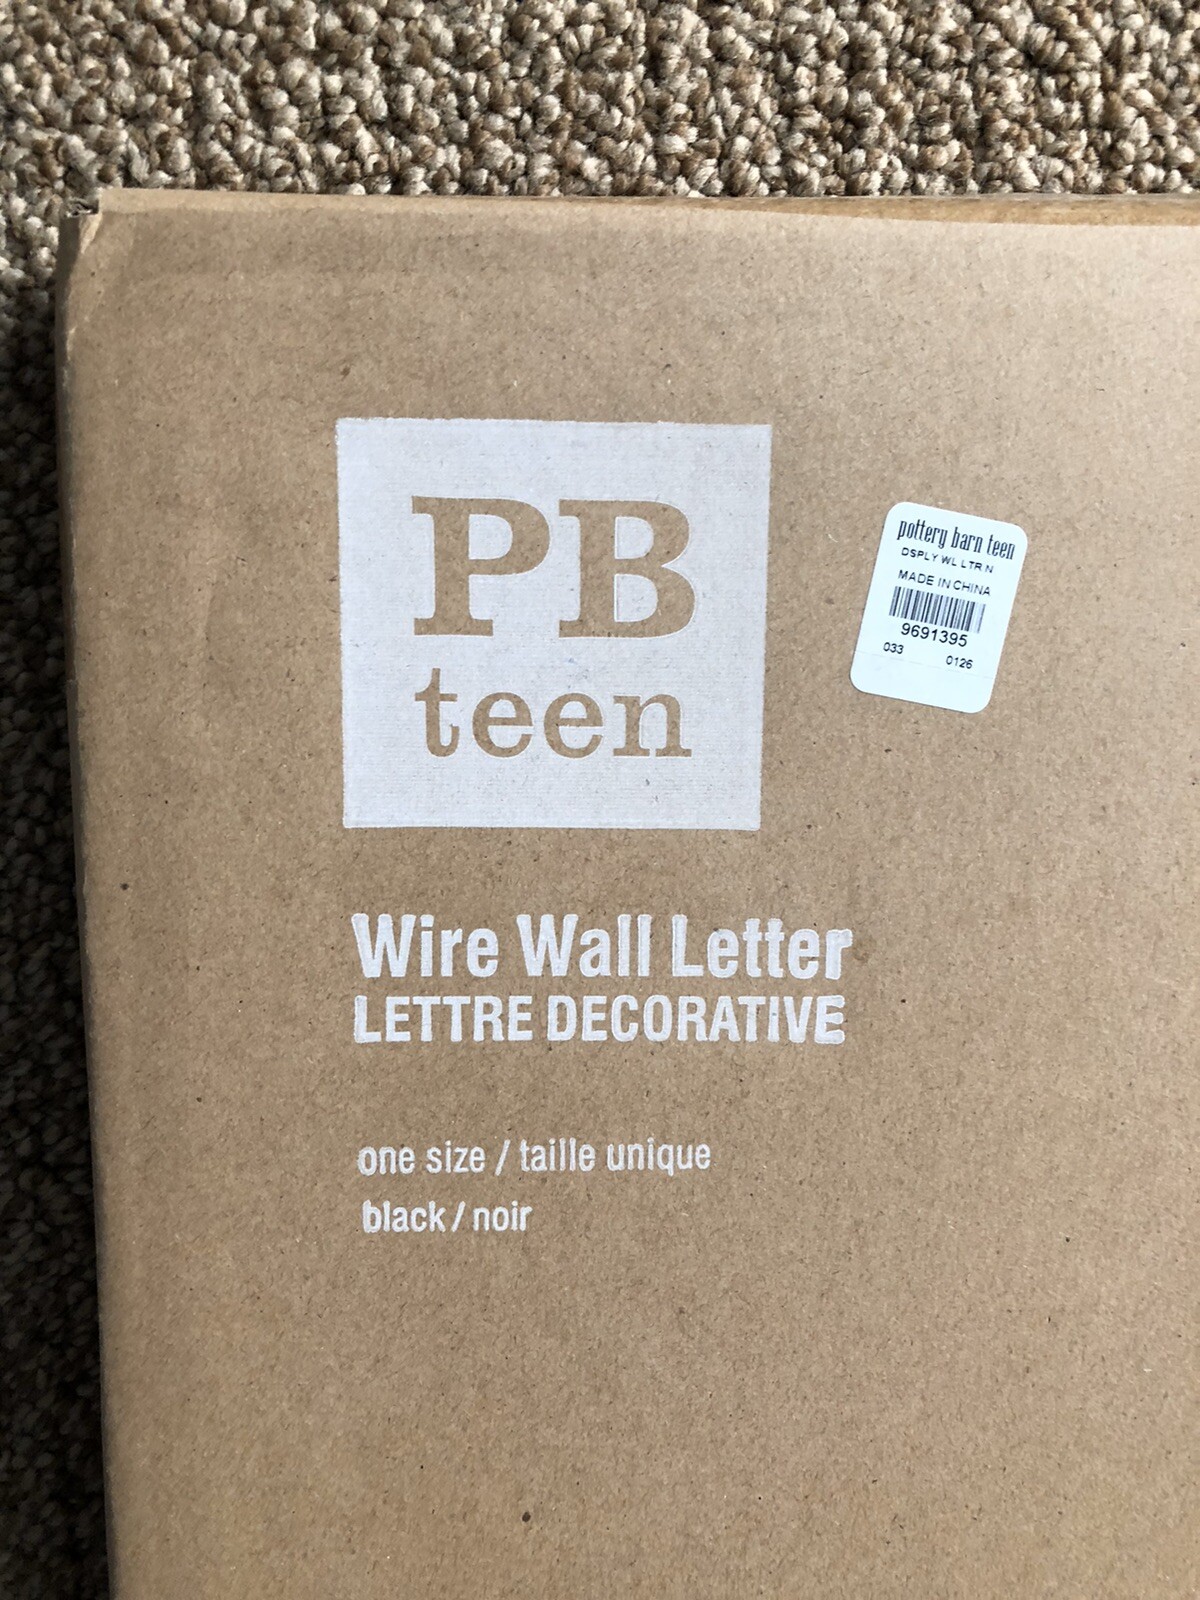 PB
teen
pottery barn teen
DSPLY WL LTR N
MADE IN CHINA
9691395
033 0126
Wire Wall Letter
LETTRE DECORATIVE
one size / taille unique
black / noir